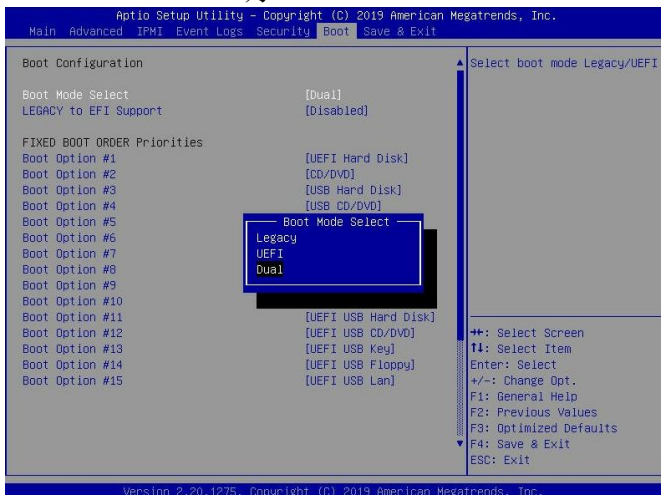 Aptio Setup Utility - Copyright (C) 2019 American Megatrends, Inc.
Main Advanced IPMI Event Logs Security Boot Save & Exit
Boot Configuration
Select boot mode Legacy/UEFI
Boot Mode Select [Dual]
LEGACY to EFI Support [Disabled]
FIXED BOOT ORDER Priorities
Boot Option #1 [UEFI Hard Disk]
Boot Option #2 [CD/DVD]
Boot Option #3 [USB Hard Disk]
Boot Option #4 [USB CD/DVD]
Boot Option #5
Boot Option #6
Boot Option #7
Boot Option #8
Boot Option #9
Boot Option #10
Boot Option #11 [UEFI USB Hard Disk]
Boot Option #12 [UEFI USB CD/DVD]
Boot Option #13 [UEFI USB Key]
Boot Option #14 [UEFI USB Floppy]
Boot Option #15 [UEFI USB Lan]
Boot Mode Select
Legacy
UEFI
Dual
→←: Select Screen
↑↓: Select Item
Enter: Select
+/-: Change Opt.
F1: General Help
F2: Previous Values
F3: Optimized Defaults
F4: Save & Exit
ESC: Exit
Version 2.20.1275. Copyright (C) 2019 American Megatrends, Inc.